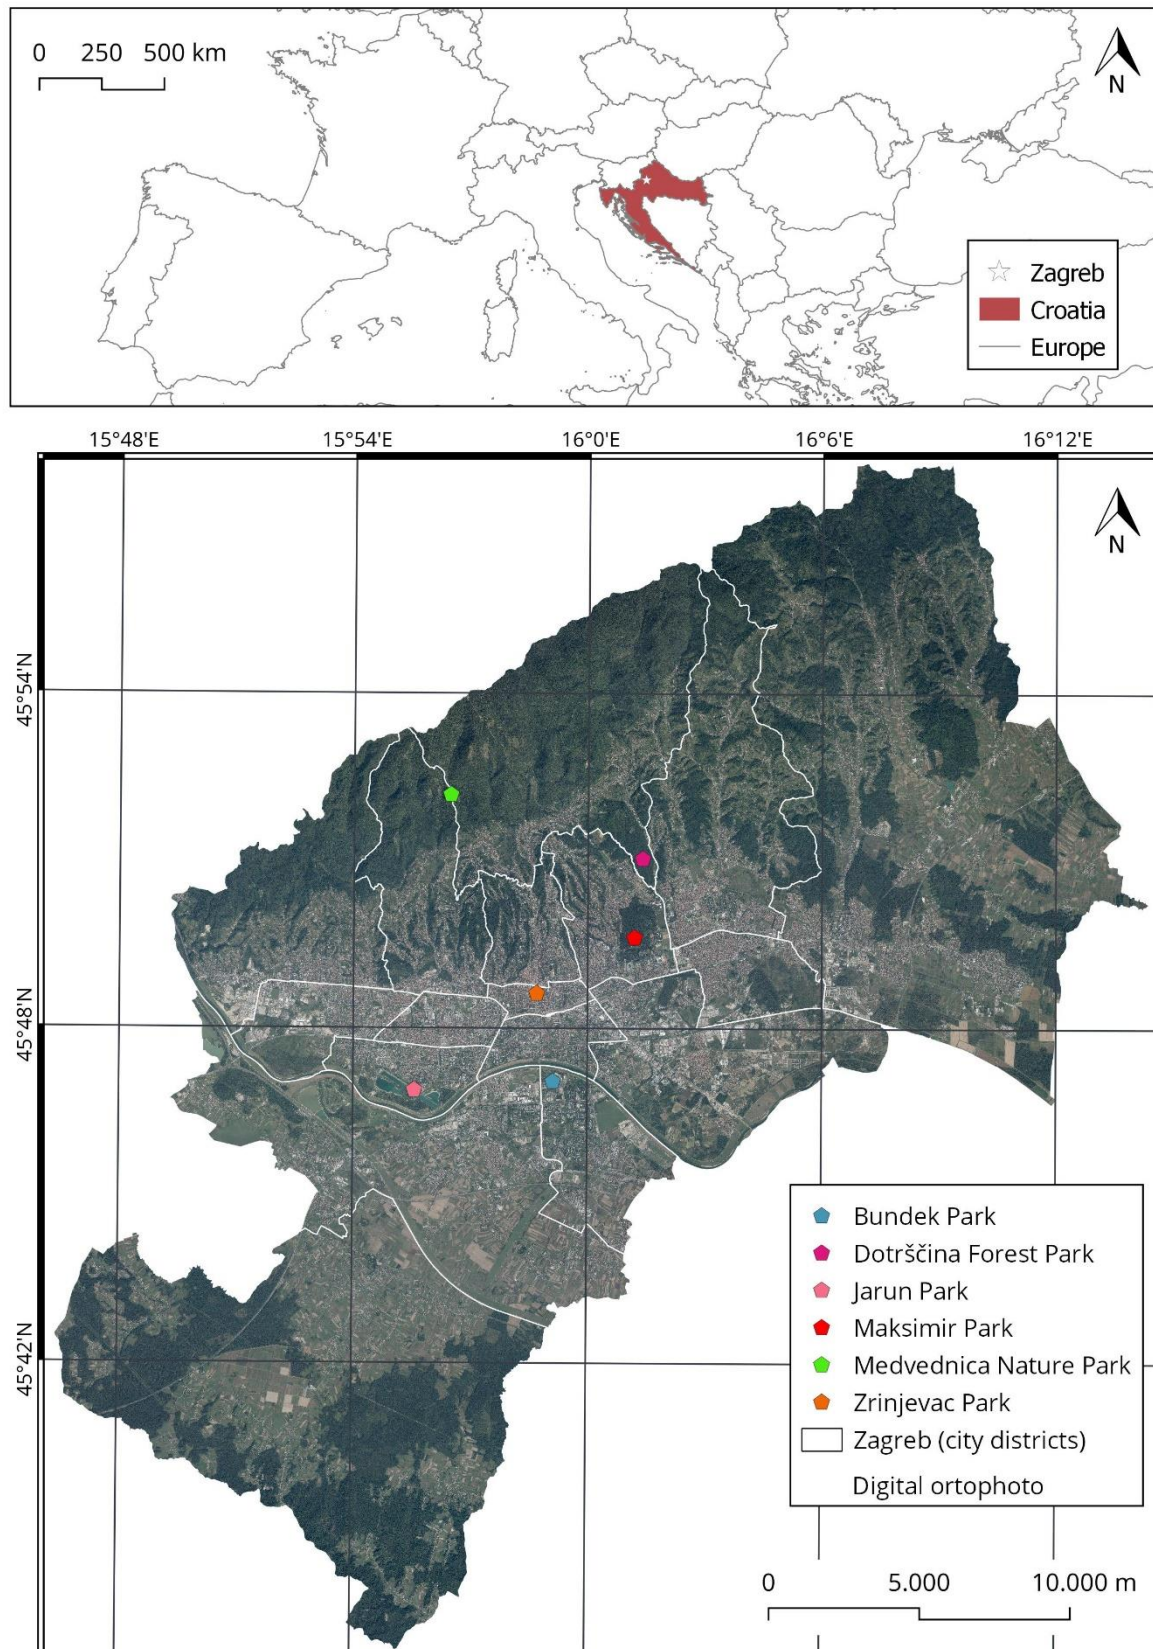 0 250 500 km
N
Zagreb
Croatia
Europe
15°48'E 15°54'E 16°0'E 16°6'E 16°12'E
N
45°54'N
45°48'N
45°42'N
Bundek Park
Dotrščina Forest Park
Jarun Park
Maksimir Park
Medvednica Nature Park
Zrinjevac Park
Zagreb (city districts)
Digital ortophoto
0 5.000 10.000 m